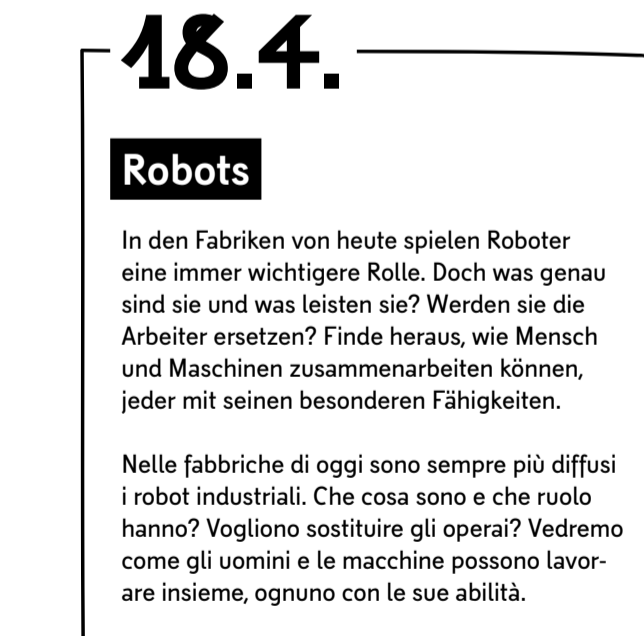 18.4.
Robots
In den Fabriken von heute spielen Roboter
eine immer wichtigere Rolle. Doch was genau
sind sie und was leisten sie? Werden sie die
Arbeiter ersetzen? Finde heraus, wie Mensch
und Maschinen zusammenarbeiten können,
jeder mit seinen besonderen Fähigkeiten.
Nelle fabbriche di oggi sono sempre più diffusi
i robot industriali. Che cosa sono e che ruolo
hanno? Vogliono sostituire gli operai? Vedremo
come gli uomini e le macchine possono lavor-
are insieme, ognuno con le sue abilità.